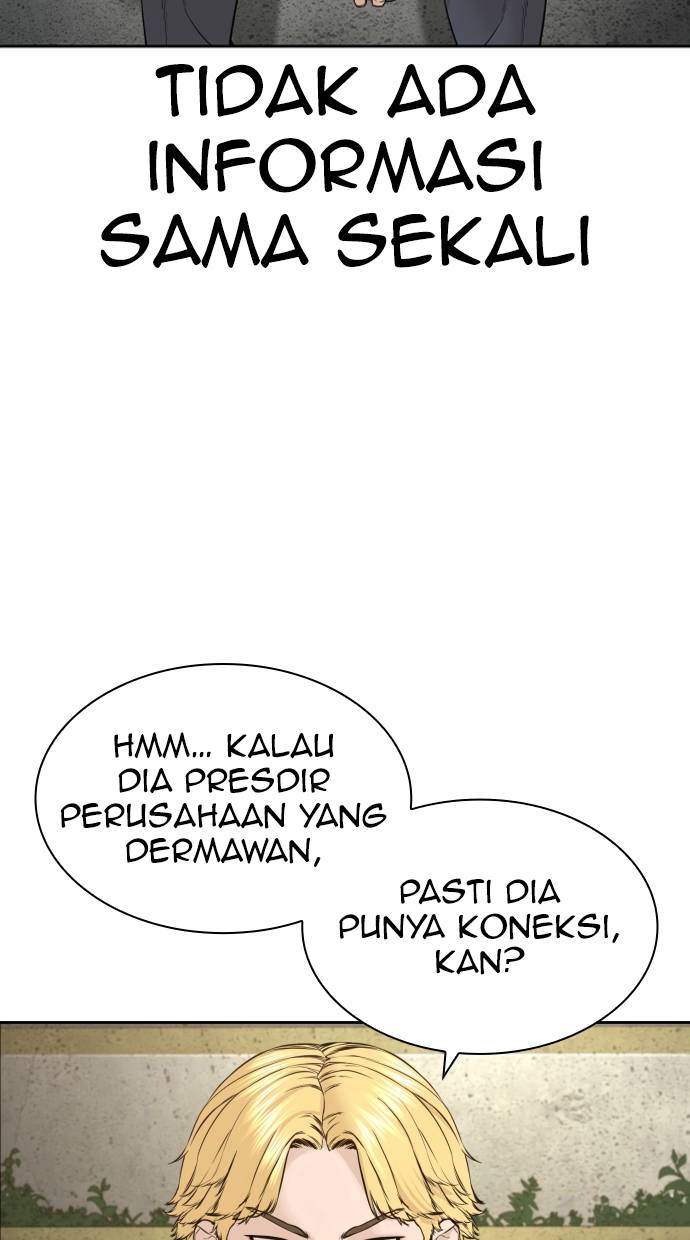 TIDAK ADA
INFORMASI
SAMA SEKALI
HMM... KALAU
DIA PRESDIR
PERUSAHAAN YANG
DERMAWAN,
PASTI DIA
PUNYA KONEKSI,
KAN?